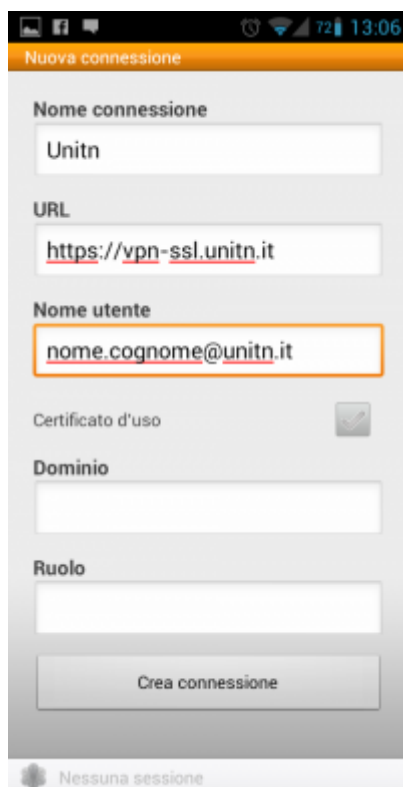 72 13:06
Nuova connessione
Nome connessione
Unitn
URL
https://vpn-ssl.unitn.it
Nome utente
nome.cognome@unitn.it
Certificato d'uso
Dominio
Ruolo
Crea connessione
Nessuna sessione